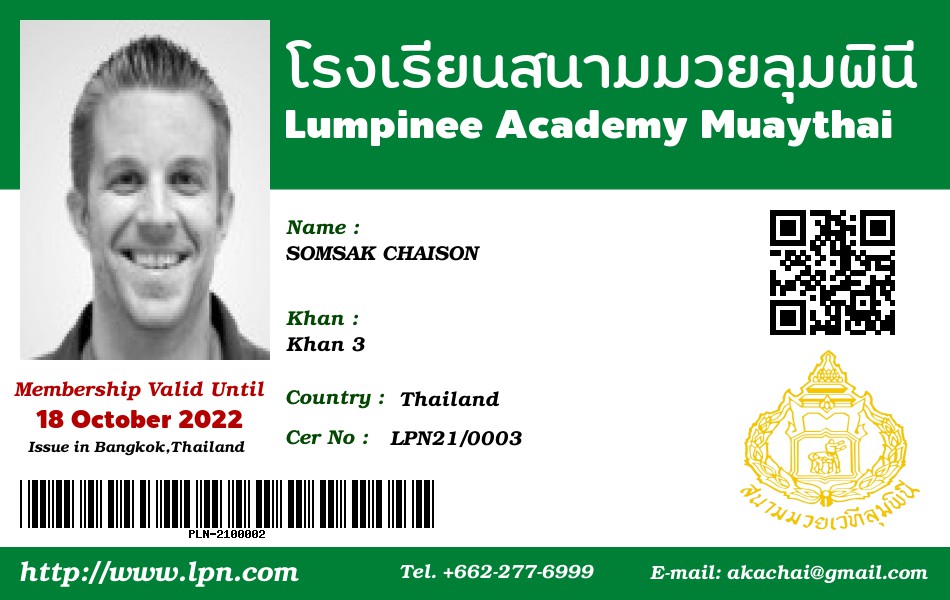 โรงเรียนสนามมวยลุมพินี
Lumpinee Academy Muaythai
Name :
SOMSAK CHAISON
Khan :
Khan 3
Country : Thailand
Cer No : LPN21/0003
Membership Valid Until
18 October 2022
Issue in Bangkok,Thailand
PLN-2100002
สนามมวยเวทีลุมพินี
http://www.lpn.com Tel. +662-277-6999 E-mail: akachai@gmail.com